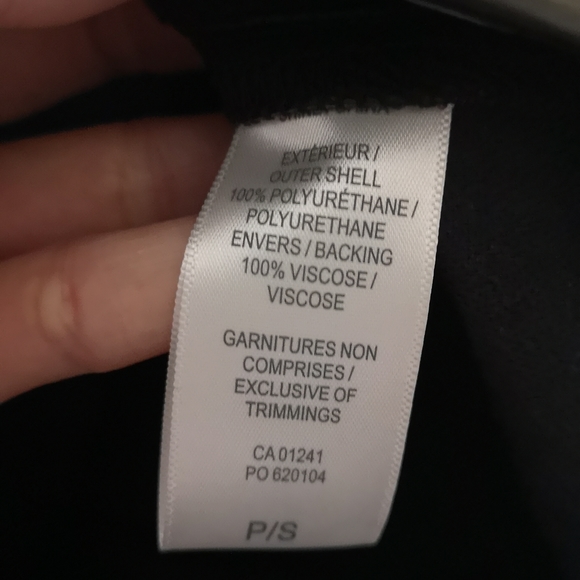 EXTÉRIEUR /
OUTER SHELL
100% POLYURÉTHANE /
POLYURETHANE
ENVERS / BACKING
100% VISCOSE /
VISCOSE
GARNITURES NON
COMPRISES /
EXCLUSIVE OF
TRIMMINGS
CA 01241
PO 620104
P/S